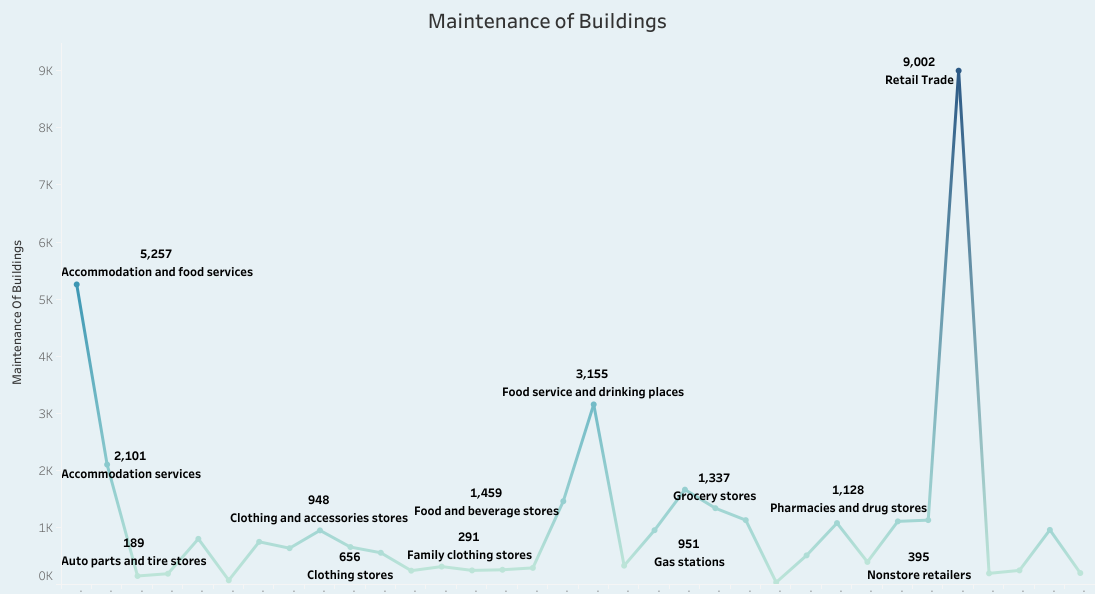 Maintenance of Buildings
Maintenance Of Buildings
9K
8K
7K
6K
5K
4K
3K
2K
1K
0K
9,002
Retail Trade
5,257
Accommodation and food services
3,155
Food service and drinking places
2,101
Accommodation services
1,337
Grocery stores
1,128
Pharmacies and drug stores
1,459
Food and beverage stores
948
Clothing and accessories stores
189
Auto parts and tire stores
291
Family clothing stores
656
Clothing stores
951
Gas stations
395
Nonstore retailers